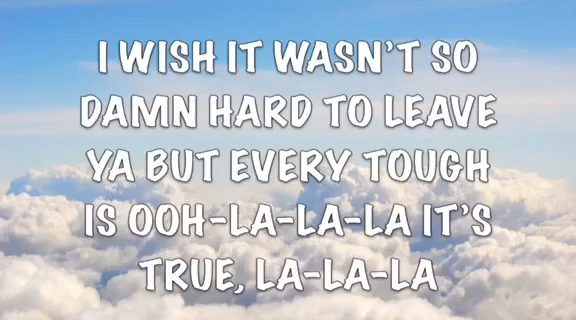 I WISH IT WASN'T SO
DAMN HARD TO LEAVE
YA BUT EVERY TOUGH
IS OOH-LA-LA-LA IT'S
TRUE, LA-LA-LA